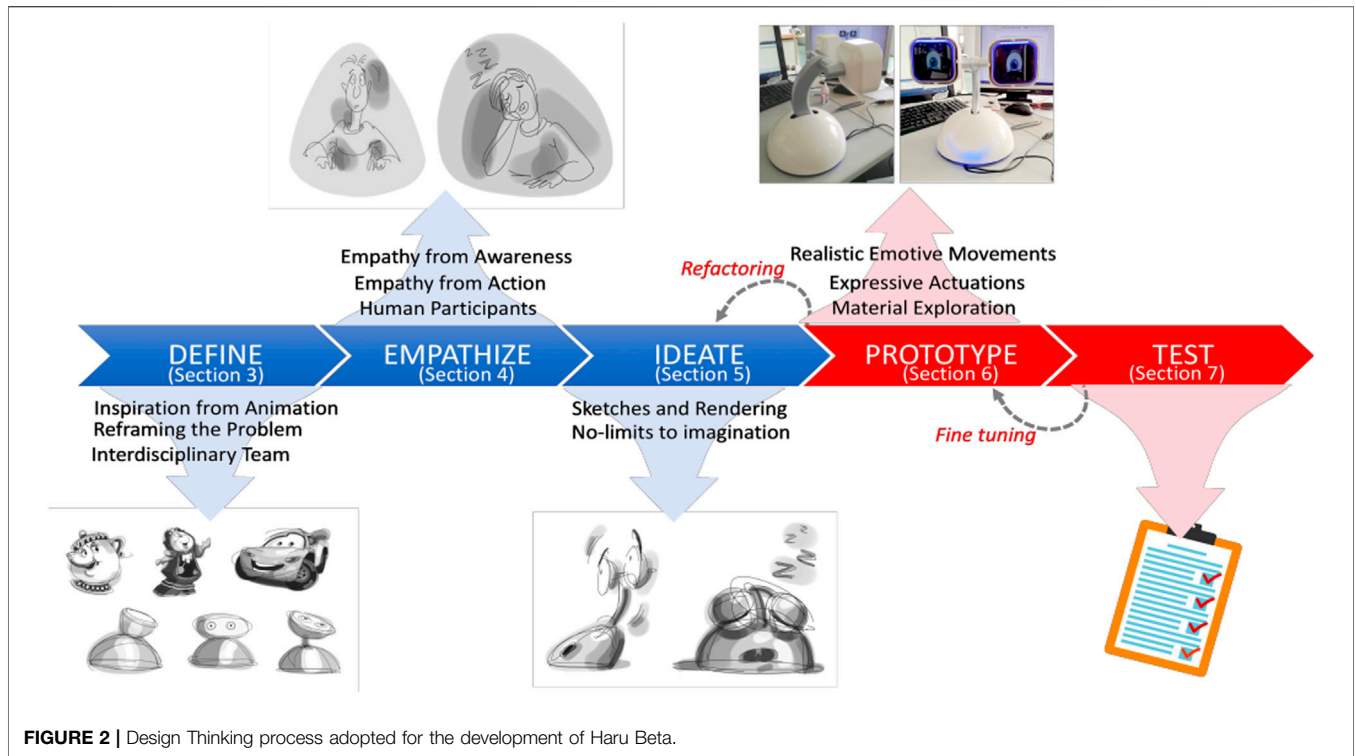 Empathy from Awareness
Empathy from Action
Human Participants
Refactoring
Realistic Emotive Movements
Expressive Actuations
Material Exploration
DEFINE
(Section 3)
EMPATHIZE
(Section 4)
IDEATE
(Section 5)
PROTOTYPE
(Section 6)
TEST
(Section 7)
Inspiration from Animation
Reframing the Problem
Interdisciplinary Team
Sketches and Rendering
No-limits to imagination
Fine tuning
zzZ
zzZ
FIGURE 2 | Design Thinking process adopted for the development of Haru Beta.